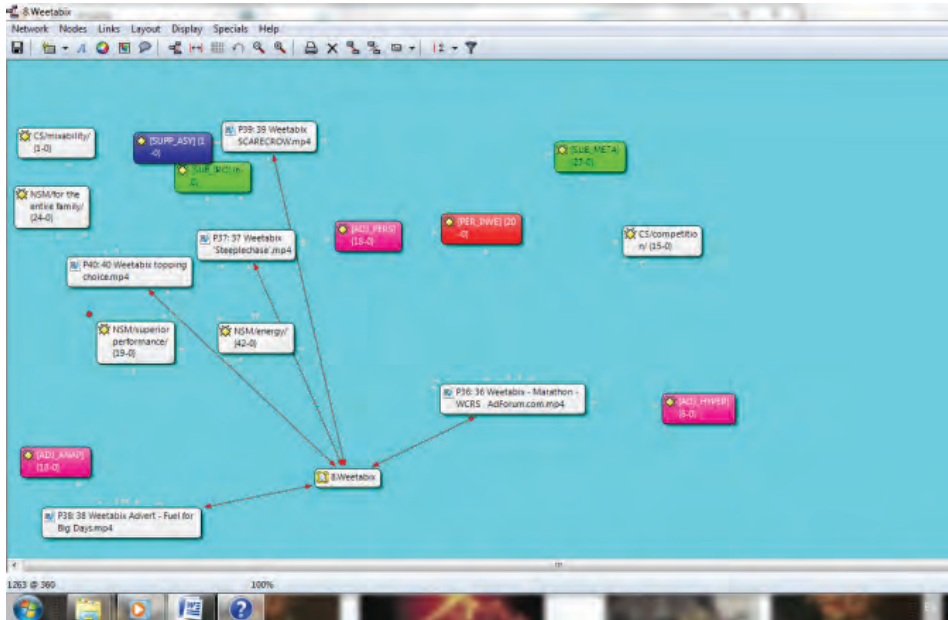 8.Weetabix
Network Nodes Links Layout Display Specials Help
CS/mixability/
(1-0)
[SUPP_ASY] (1
-0)
P39: 39 Weetabix
SCARECROW.mp4
[SUB_META]
(27-0)
NSM/for the
entire family/
(24-0)
P37: 37 Weetabix
'Steeplechase'.mp4
[ADJ_PERS]
(18-0)
[PER_INVE] (20
-0)
CS/competitio
n/ (15-0)
P40: 40 Weetabix topping
choice.mp4
NSM/superior
performance/
(19-0)
NSM/energy/
(42-0)
P36: 36 Weetabix - Marathon -
WCRS AdForum.com.mp4
[ADJ_HYPER]
[ADJ_ANAP]
(18-0)
8.Weetabix
P38: 38 Weetabix Advert - Fuel for
Big Days.mp4
1263 @ 360
100%